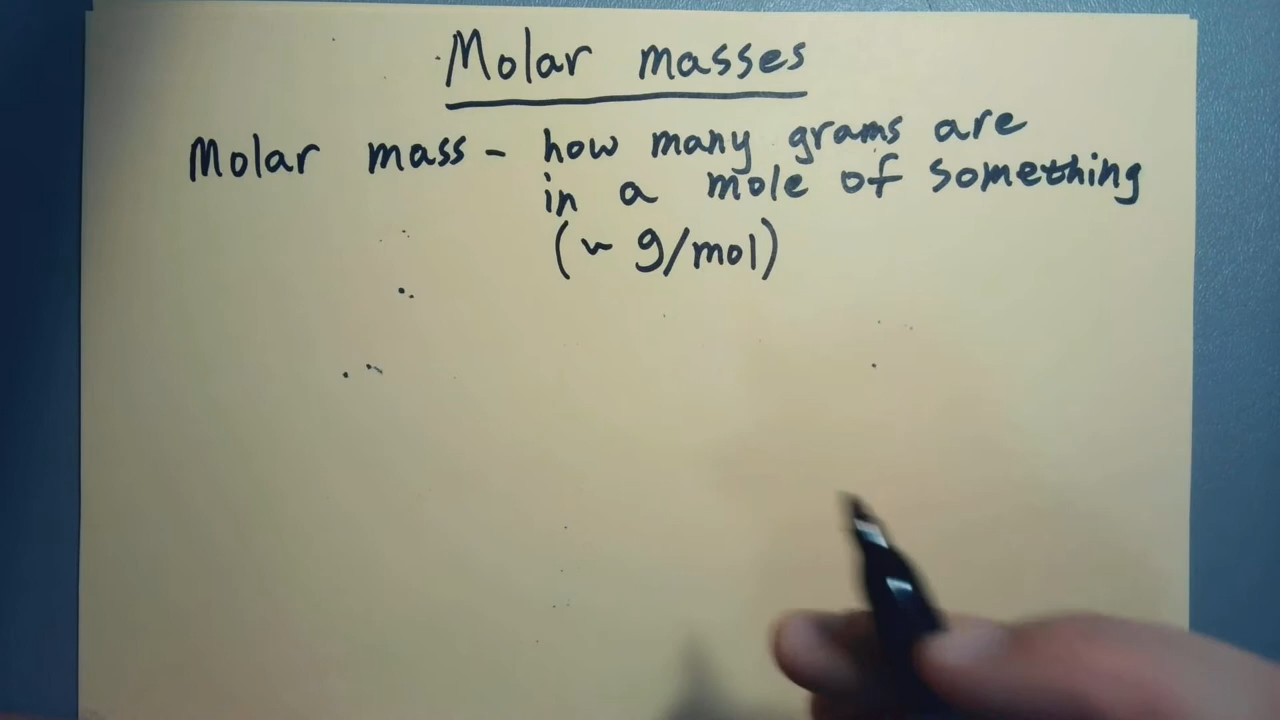 Molar masses
Molar mass - how many grams are
in a mole of something
(~ g/mol)